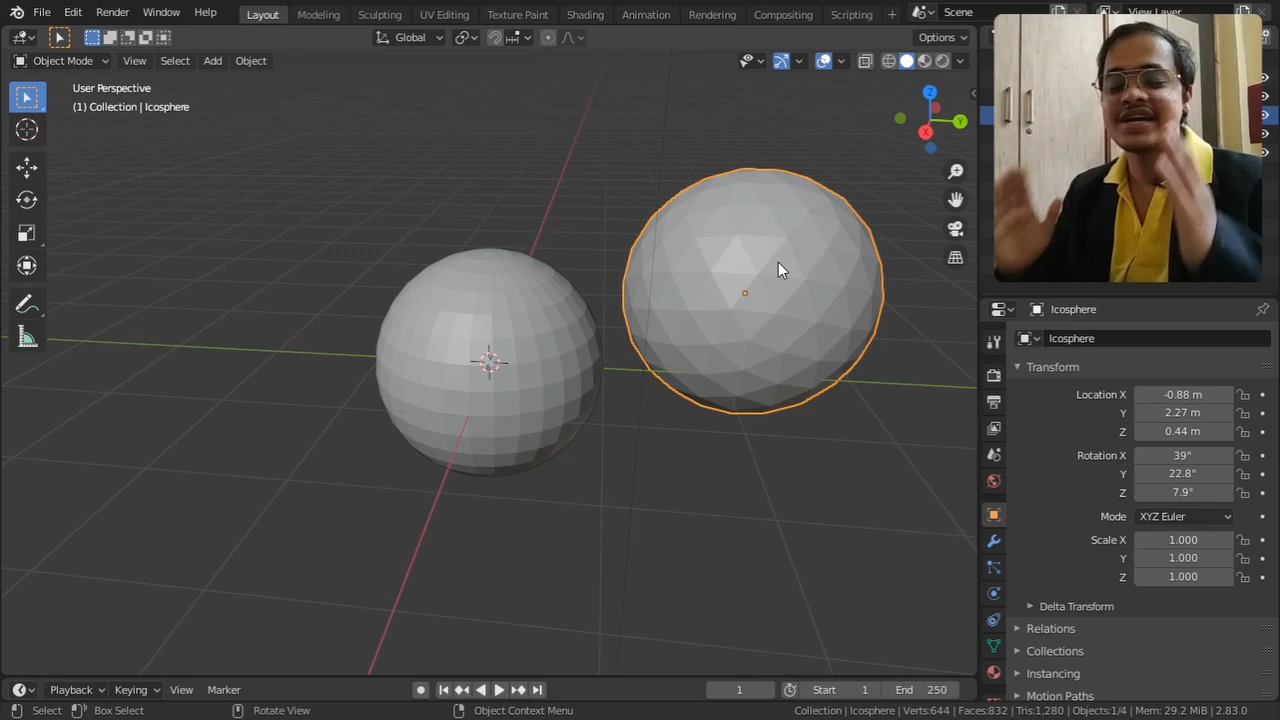 File Edit Render Window Help Layout Modeling Sculpting UV Editing Texture Paint Shading Animation Rendering Compositing Scripting + Scene View Layer
Global Options
Object Mode View Select Add Object
User Perspective
(1) Collection | Icosphere
Z
Y
X
Icosphere
Icosphere
Transform
Location X -0.88 m
Y 2.27 m
Z 0.44 m
Rotation X 39°
Y 22.8°
Z 7.9°
Mode XYZ Euler
Scale X 1.000
Y 1.000
Z 1.000
Delta Transform
Relations
Collections
Instancing
Motion Paths
Playback Keying View Marker 1 Start 1 End 250
Select Box Select Rotate View Object Context Menu Collection | Icosphere | Verts:644 | Faces:832 | Tris:1,280 | Objects:1/4 | Mem: 29.2 MiB | 2.83.0